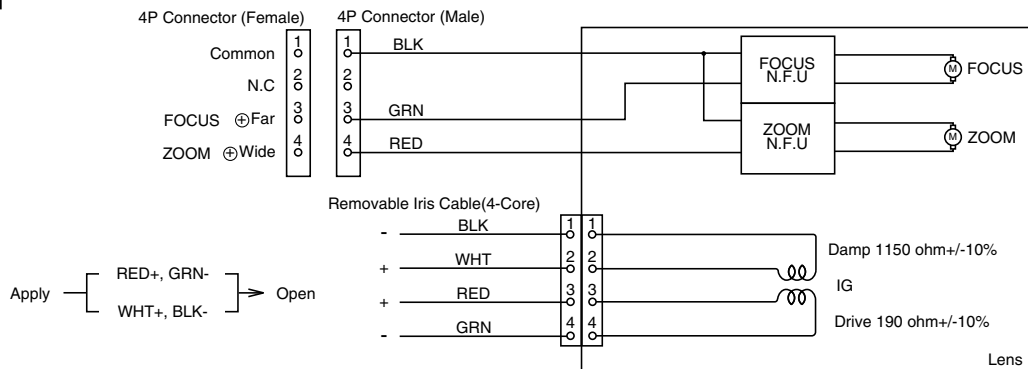 4P Connector (Female)
4P Connector (Male)
Common
1
1
BLK
N.C
2
2
FOCUS ⊕Far
3
3
GRN
ZOOM ⊕Wide
4
4
RED
FOCUS
N.F.U
M
FOCUS
ZOOM
N.F.U
M
ZOOM
Removable Iris Cable(4-Core)
-
BLK
1
1
+
WHT
2
2
+
RED
3
3
-
GRN
4
4
Damp 1150 ohm+/-10%
IG
Drive 190 ohm+/-10%
Apply
RED+, GRN-
WHT+, BLK-
Open
Lens